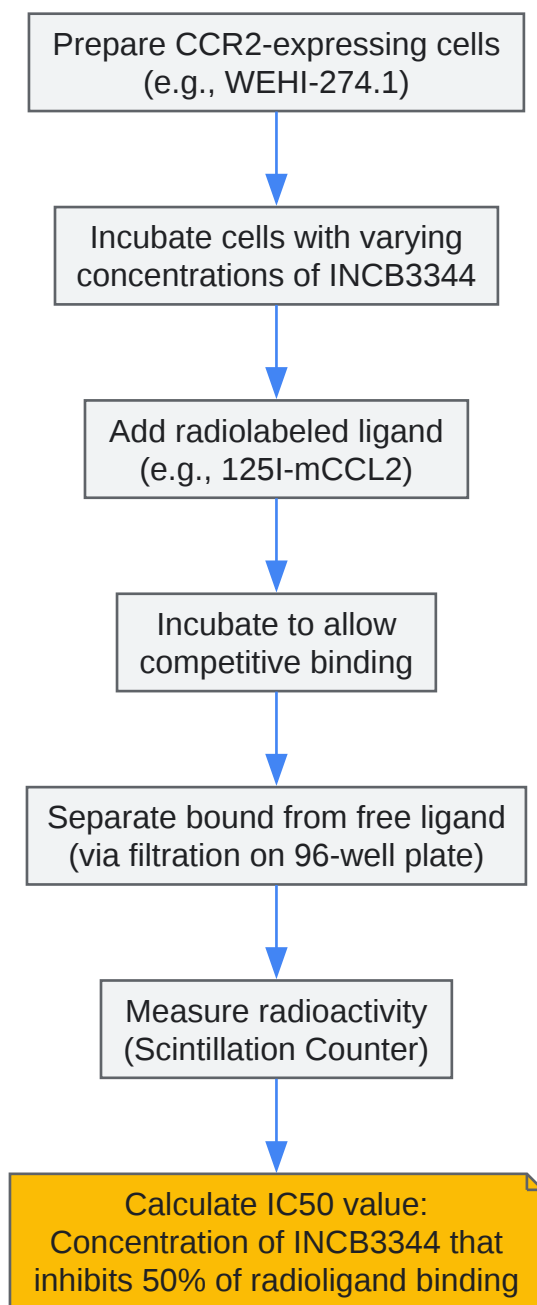 Prepare CCR2-expressing cells
(e.g., WEHI-274.1)
Incubate cells with varying
concentrations of INCB3344
Add radiolabeled ligand
(e.g., 125I-mCCL2)
Incubate to allow
competitive binding
Separate bound from free ligand
(via filtration on 96-well plate)
Measure radioactivity
(Scintillation Counter)
Calculate IC50 value:
Concentration of INCB3344 that
inhibits 50% of radioligand binding